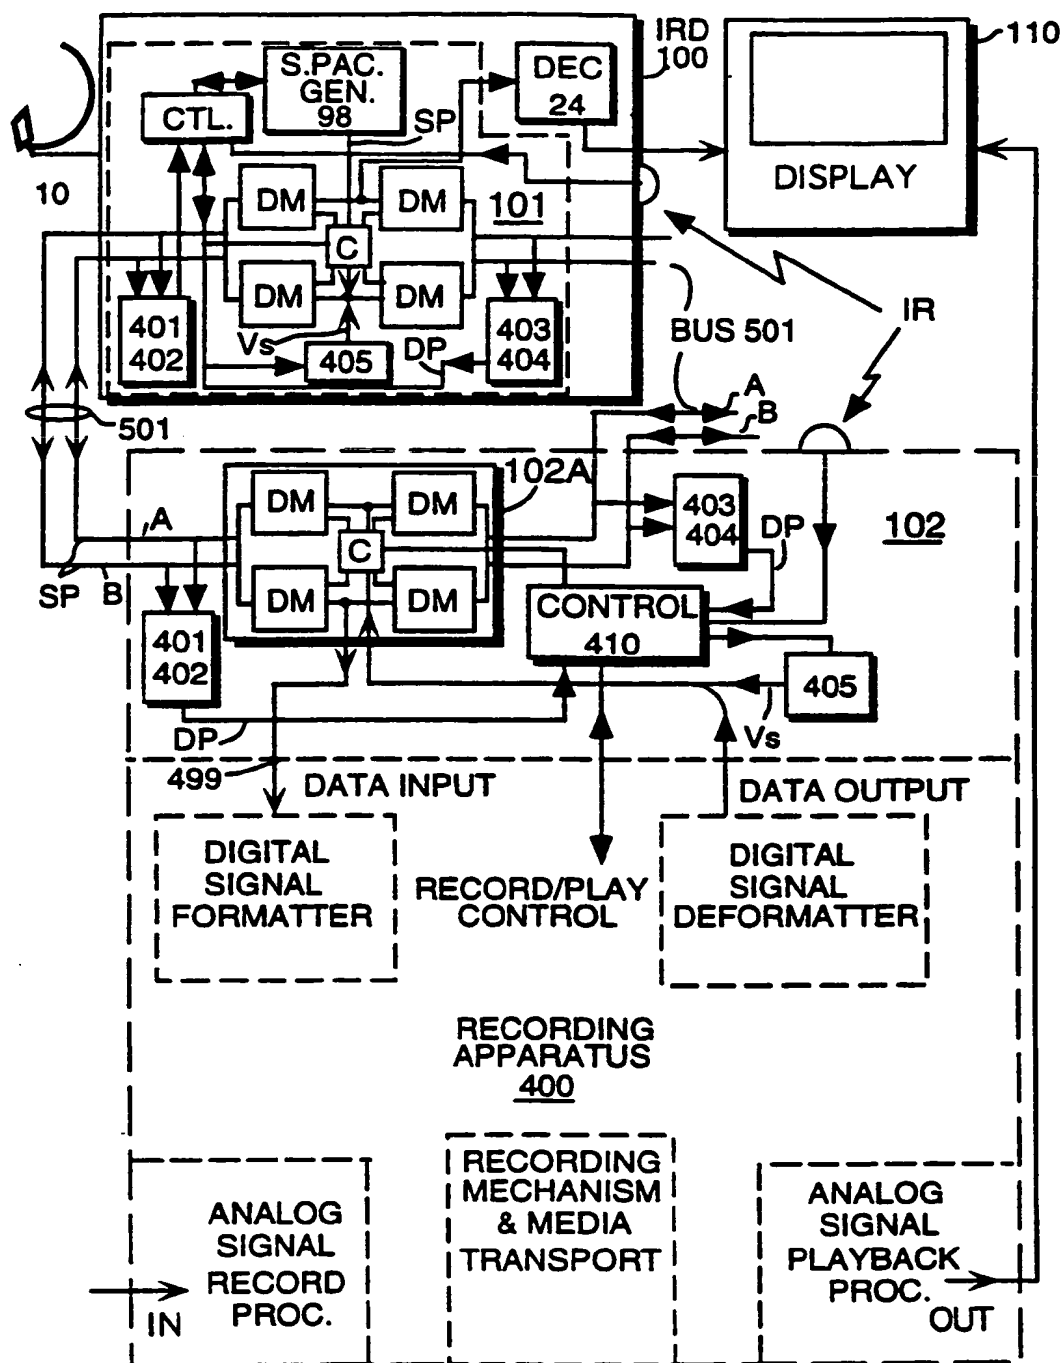 IRD
100
110
S.PAC.
GEN.
98
DEC
24
CTL.
SP
DISPLAY
10
DM
DM
101
C
DM
DM
401
402
Vs
405
DP
403
404
BUS 501
IR
A
B
501
102A
DM
DM
403
404
DP
102
A
C
SP
B
DM
DM
CONTROL
410
401
402
405
DP
Vs
499
DATA INPUT
DATA OUTPUT
DIGITAL
SIGNAL
FORMATTER
RECORD/PLAY
CONTROL
DIGITAL
SIGNAL
DEFORMATTER
RECORDING
APPARATUS
400
ANALOG
SIGNAL
RECORD
PROC.
IN
RECORDING
MECHANISM
& MEDIA
TRANSPORT
ANALOG
SIGNAL
PLAYBACK
PROC.
OUT